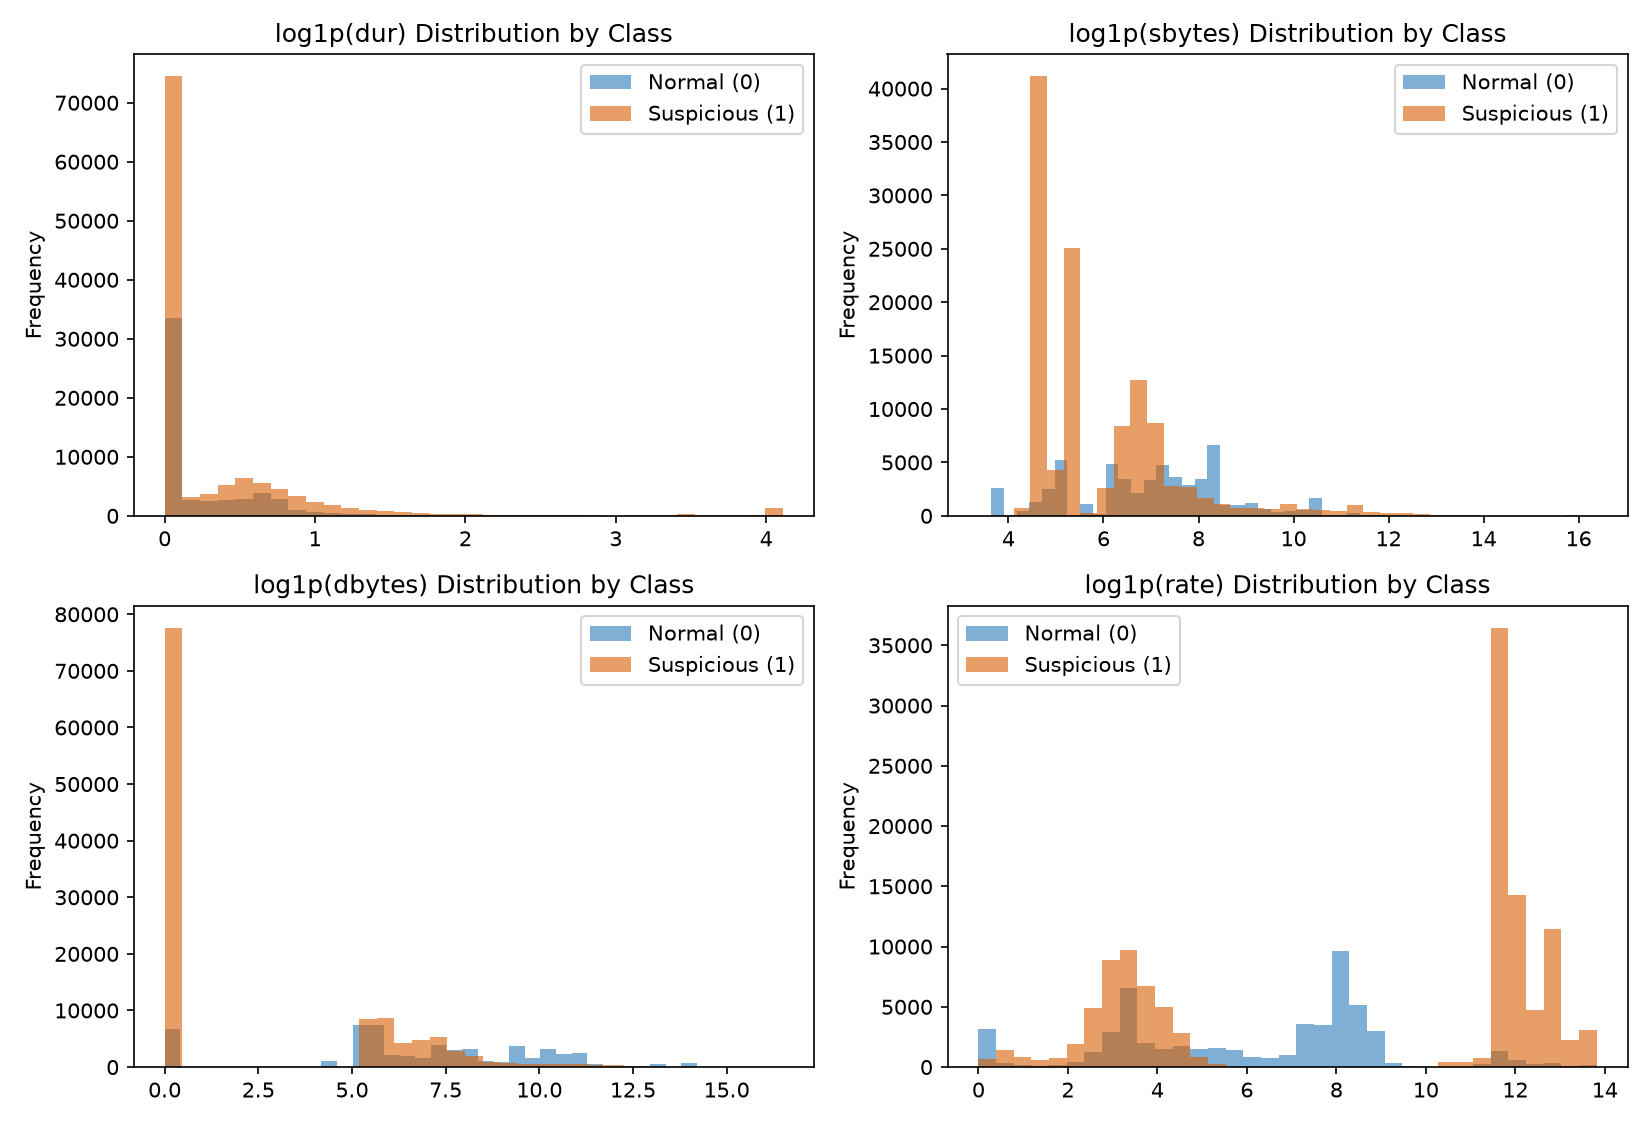 log1p(dur) Distribution by Class
Frequency
70000
60000
50000
40000
30000
20000
10000
0
0 1 2 3 4
Normal (0)
Suspicious (1)
log1p(sbytes) Distribution by Class
Frequency
40000
35000
30000
25000
20000
15000
10000
5000
0
4 6 8 10 12 14 16
Normal (0)
Suspicious (1)
log1p(dbytes) Distribution by Class
Frequency
80000
70000
60000
50000
40000
30000
20000
10000
0
0.0 2.5 5.0 7.5 10.0 12.5 15.0
Normal (0)
Suspicious (1)
log1p(rate) Distribution by Class
Frequency
35000
30000
25000
20000
15000
10000
5000
0
0 2 4 6 8 10 12 14
Normal (0)
Suspicious (1)